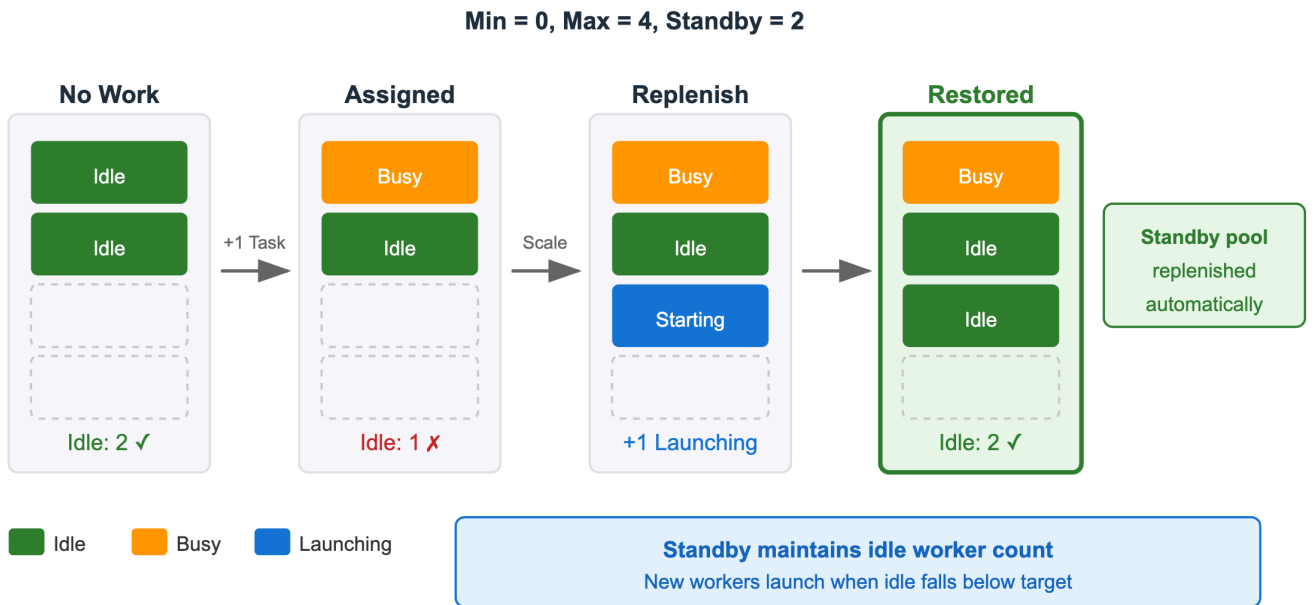 Min = 0, Max = 4, Standby = 2
No Work
Idle
Idle
Idle: 2 ✓
+1 Task
Assigned
Busy
Idle
Idle: 1 ✗
Scale
Replenish
Busy
Idle
Starting
+1 Launching
Restored
Busy
Idle
Idle
Idle: 2 ✓
Standby pool
replenished
automatically
Idle
Busy
Launching
Standby maintains idle worker count
New workers launch when idle falls below target